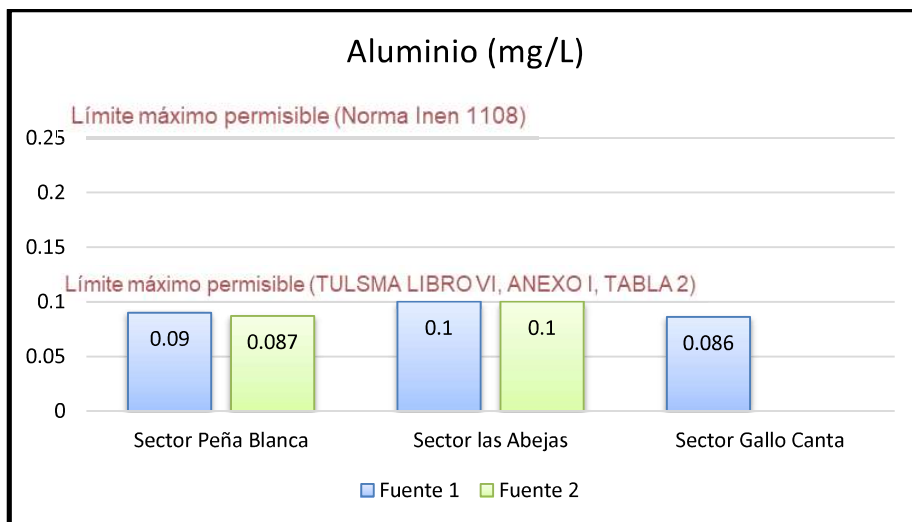 Aluminio (mg/L)
Límite máximo permisible (Norma Inen 1108)
0.25
0.2
0.15
Límite máximo permisible (TULSMA LIBRO VI, ANEXO I, TABLA 2)
0.1
0.09
0.087
0.1
0.1
0.086
0.05
0
Sector Peña Blanca
Sector las Abejas
Sector Gallo Canta
Fuente 1
Fuente 2